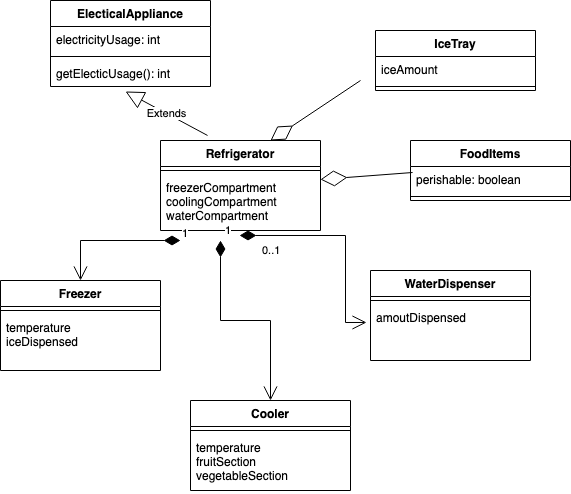 ElecticalAppliance
electricityUsage: int
getElecticUsage(): int
IceTray
iceAmount
Extends
Refrigerator
freezerCompartment
coolingCompartment
waterCompartment
FoodItems
perishable: boolean
1
1
0..1
Freezer
temperature
iceDispensed
WaterDispenser
amoutDispensed
Cooler
temperature
fruitSection
vegetableSection